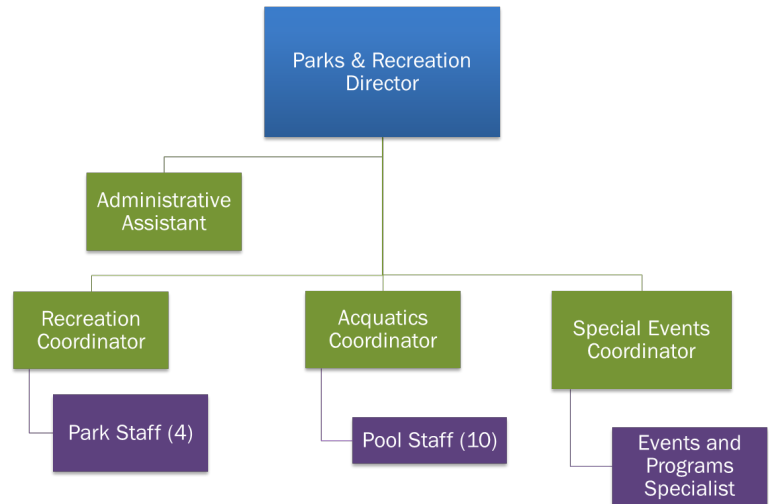 Parks & Recreation
Director
Administrative
Assistant
Recreation
Coordinator
Acquatics
Coordinator
Special Events
Coordinator
Park Staff (4)
Pool Staff (10)
Events and
Programs
Specialist